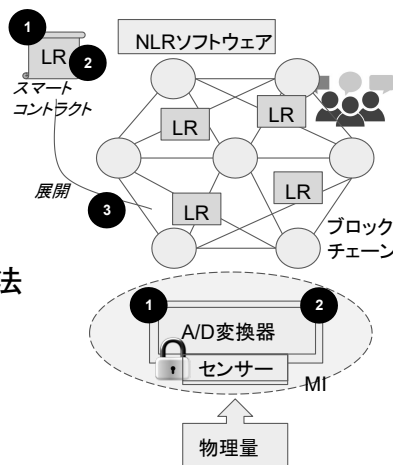 1
NLRソフトウェア
LR
2
スマート
コントラクト
LR
LR
展開
3
LR
LR
ブロック
チェーン
法
1
2
A/D変換器
センサー
MI
物理量